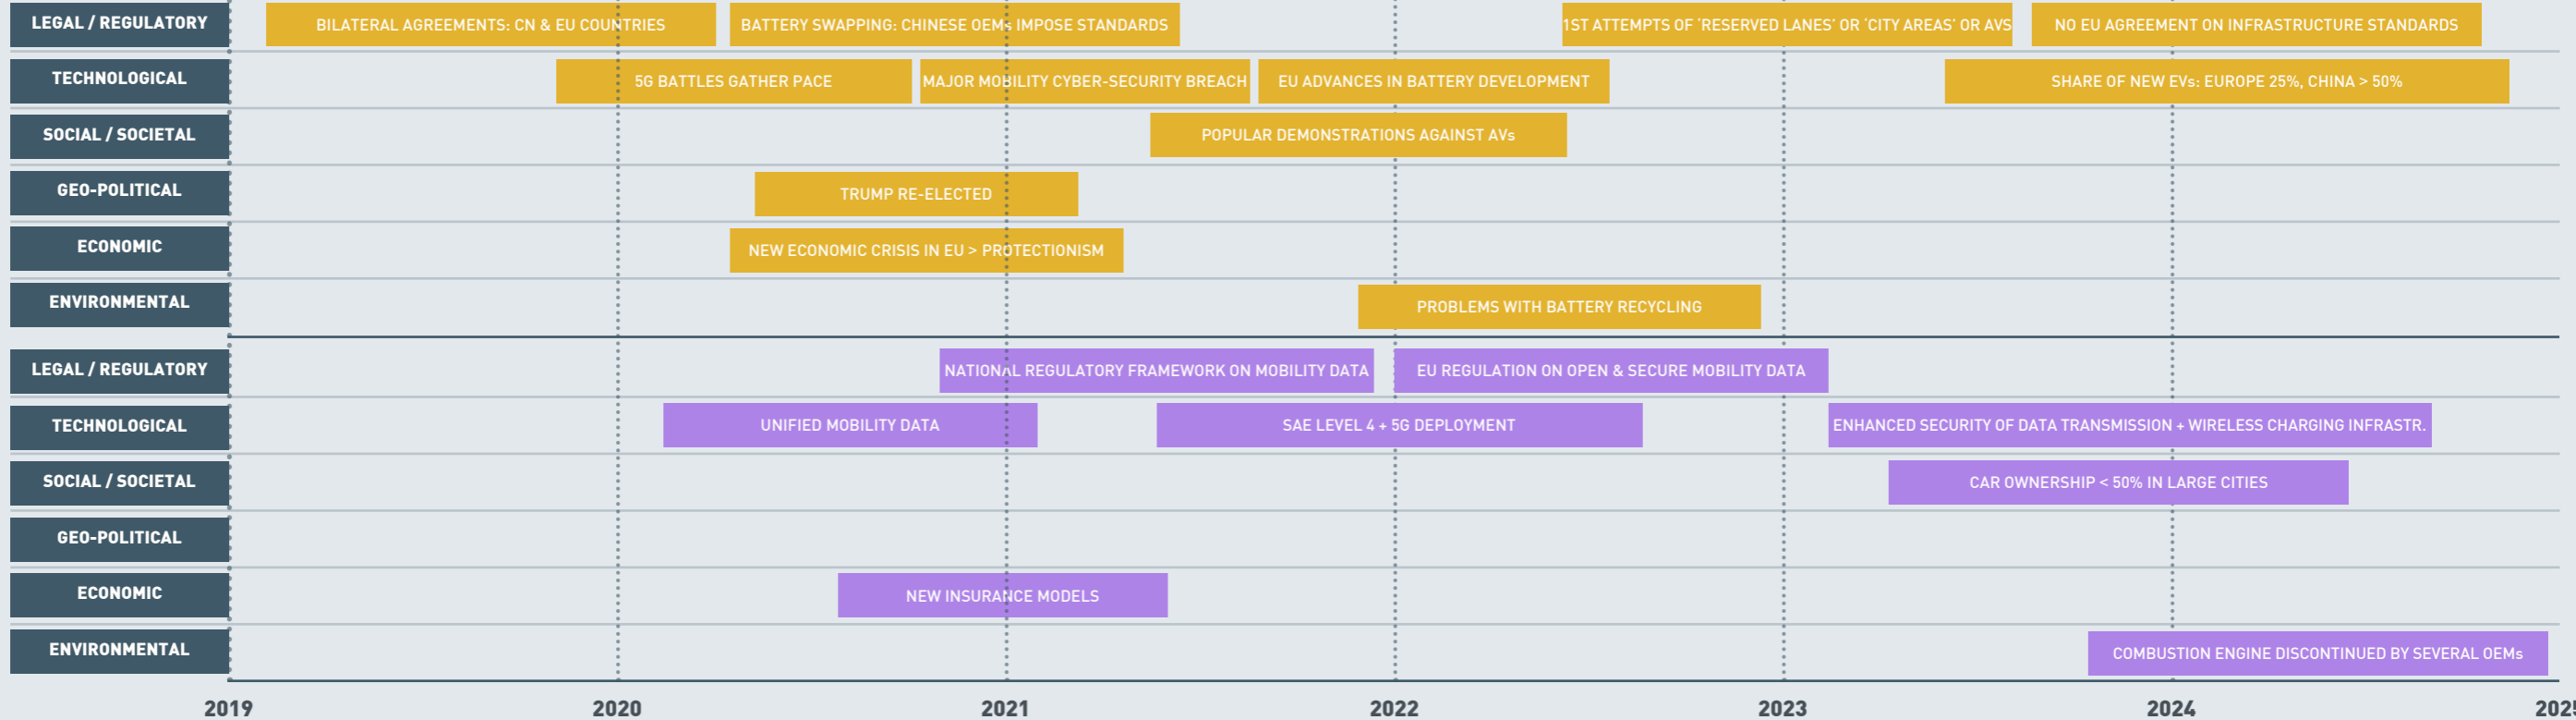 LEGAL / REGULATORY
BILATERAL AGREEMENTS: CN & EU COUNTRIES
BATTERY SWAPPING: CHINESE OEMs IMPOSE STANDARDS
1ST ATTEMPTS OF ‘RESERVED LANES’ OR ‘CITY AREAS’ OR AVS
NO EU AGREEMENT ON INFRASTRUCTURE STANDARDS
TECHNOLOGICAL
5G BATTLES GATHER PACE
MAJOR MOBILITY CYBER-SECURITY BREACH
EU ADVANCES IN BATTERY DEVELOPMENT
SHARE OF NEW EVs: EUROPE 25%, CHINA > 50%
SOCIAL / SOCIETAL
POPULAR DEMONSTRATIONS AGAINST AVs
GEO-POLITICAL
TRUMP RE-ELECTED
ECONOMIC
NEW ECONOMIC CRISIS IN EU > PROTECTIONISM
ENVIRONMENTAL
PROBLEMS WITH BATTERY RECYCLING
LEGAL / REGULATORY
NATIONAL REGULATORY FRAMEWORK ON MOBILITY DATA
EU REGULATION ON OPEN & SECURE MOBILITY DATA
TECHNOLOGICAL
UNIFIED MOBILITY DATA
SAE LEVEL 4 + 5G DEPLOYMENT
ENHANCED SECURITY OF DATA TRANSMISSION + WIRELESS CHARGING INFRASTR.
SOCIAL / SOCIETAL
CAR OWNERSHIP < 50% IN LARGE CITIES
GEO-POLITICAL
ECONOMIC
NEW INSURANCE MODELS
ENVIRONMENTAL
COMBUSTION ENGINE DISCONTINUED BY SEVERAL OEMs
2019 2020 2021 2022 2023 2024